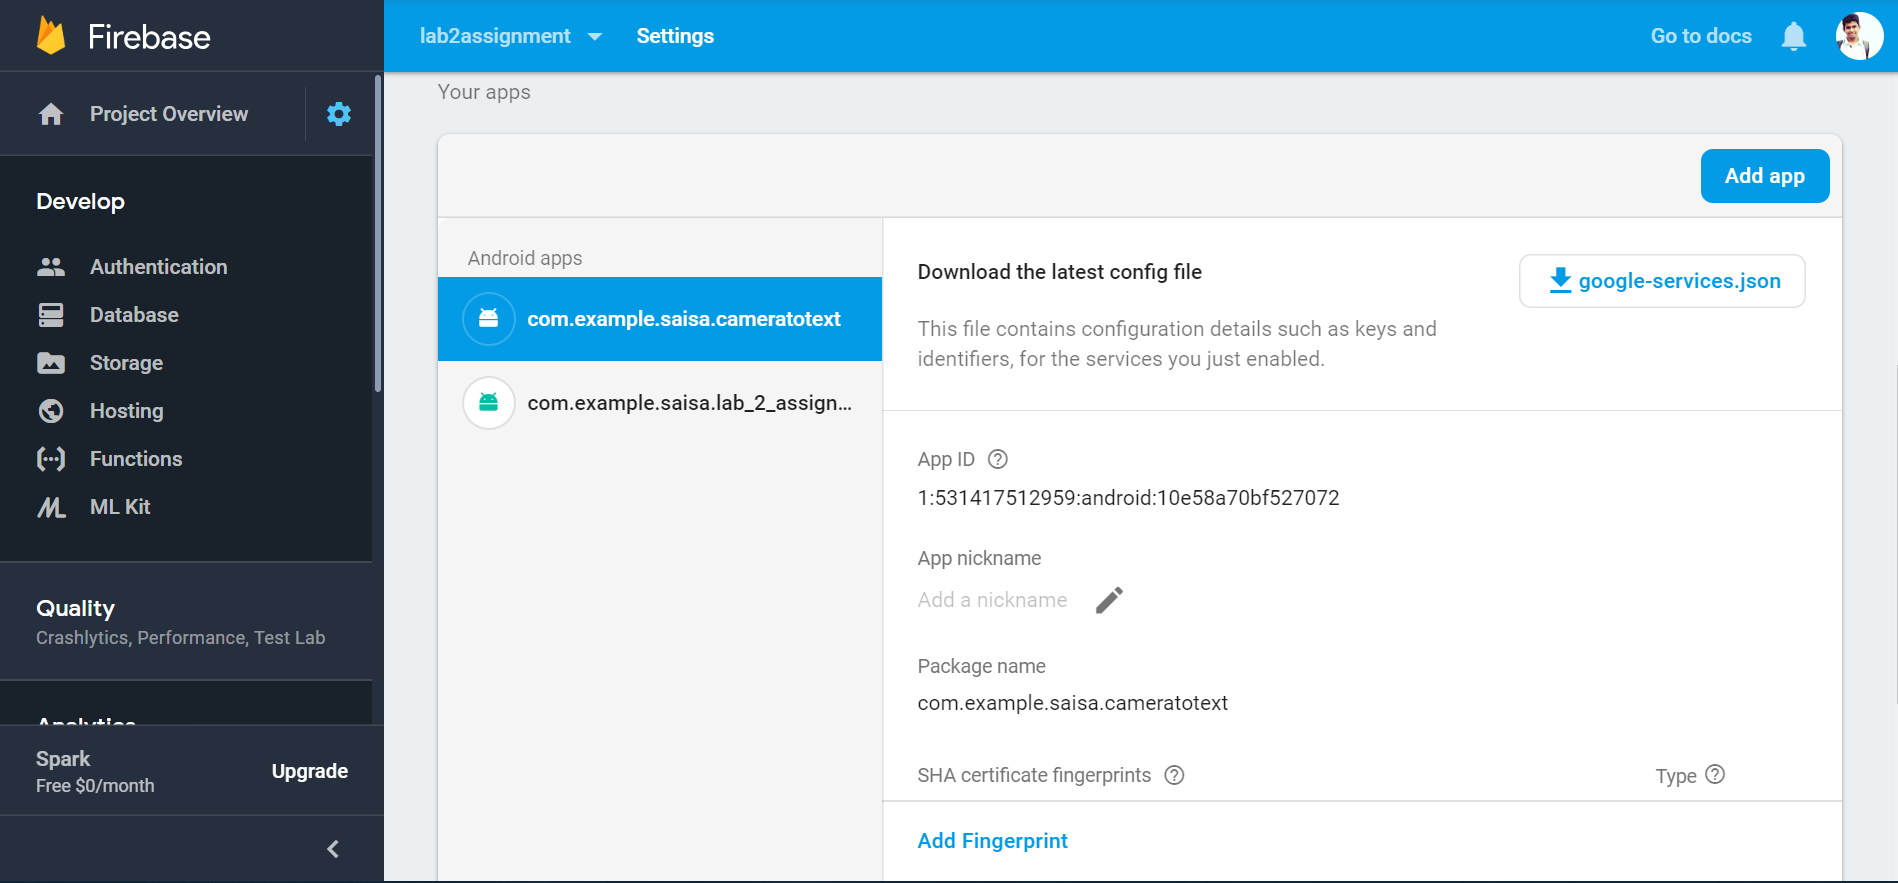 Firebase
lab2assignment
Settings
Go to docs
Project Overview
Develop
Authentication
Database
Storage
Hosting
Functions
ML Kit
Quality
Crashlytics, Performance, Test Lab
Analytics
Spark
Free $0/month
Upgrade
Your apps
Add app
Android apps
com.example.saisa.cameratotext
com.example.saisa.lab_2_assign...
Download the latest config file
google-services.json
This file contains configuration details such as keys and
identifiers, for the services you just enabled.
App ID
1:531417512959:android:10e58a70bf527072
App nickname
Add a nickname
Package name
com.example.saisa.cameratotext
SHA certificate fingerprints
Type
Add Fingerprint